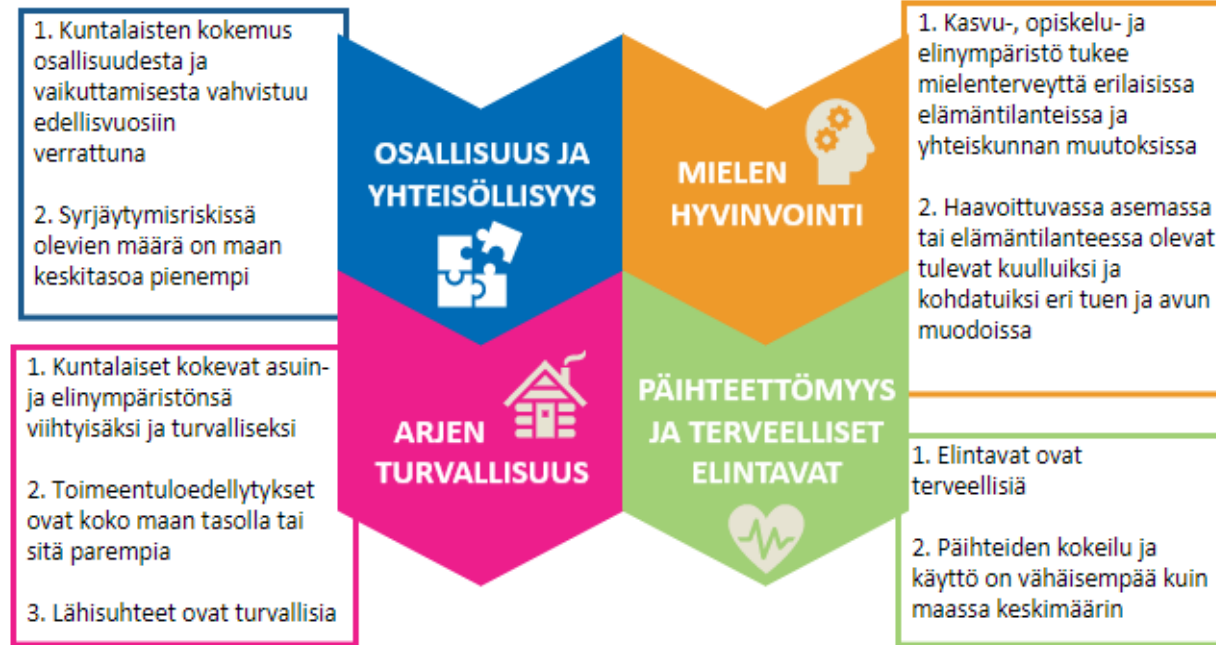 1. Kuntalaisten kokemus
osallisuudesta ja
vaikuttamisesta vahvistuu
edellisvuosiin
verrattuna
2. Syrjäytymisriskissä
olevien määrä on maan
keskitasoa pienempi
OSALLISUUS JA
YHTEISÖLLISYYS
MIELEN
HYVINVOINTI
1. Kasvu-, opiskelu- ja
elinympäristö tukee
mielenterveyttä erilaisissa
elämäntilanteissa ja
yhteiskunnan muutoksissa
2. Haavoittuvassa asemassa
tai elämäntilanteessa olevat
tulevat kuulluiksi ja
kohdatuiksi eri tuen ja avun
muodoissa
1. Kuntalaiset kokevat asuin-
ja elinympäristönsä
viihtyisäksi ja turvalliseksi
2. Toimeentuloedellytykset
ovat koko maan tasolla tai
sitä parempia
3. Lähisuhteet ovat turvallisia
ARJEN
TURVALLISUUS
PÄIHTEETTÖMYYS
JA TERVEELLISET
ELINTAVAT
1. Elintavat ovat
terveellisiä
2. Päihteiden kokeilu ja
käyttö on vähäisempää kuin
maassa keskimäärin